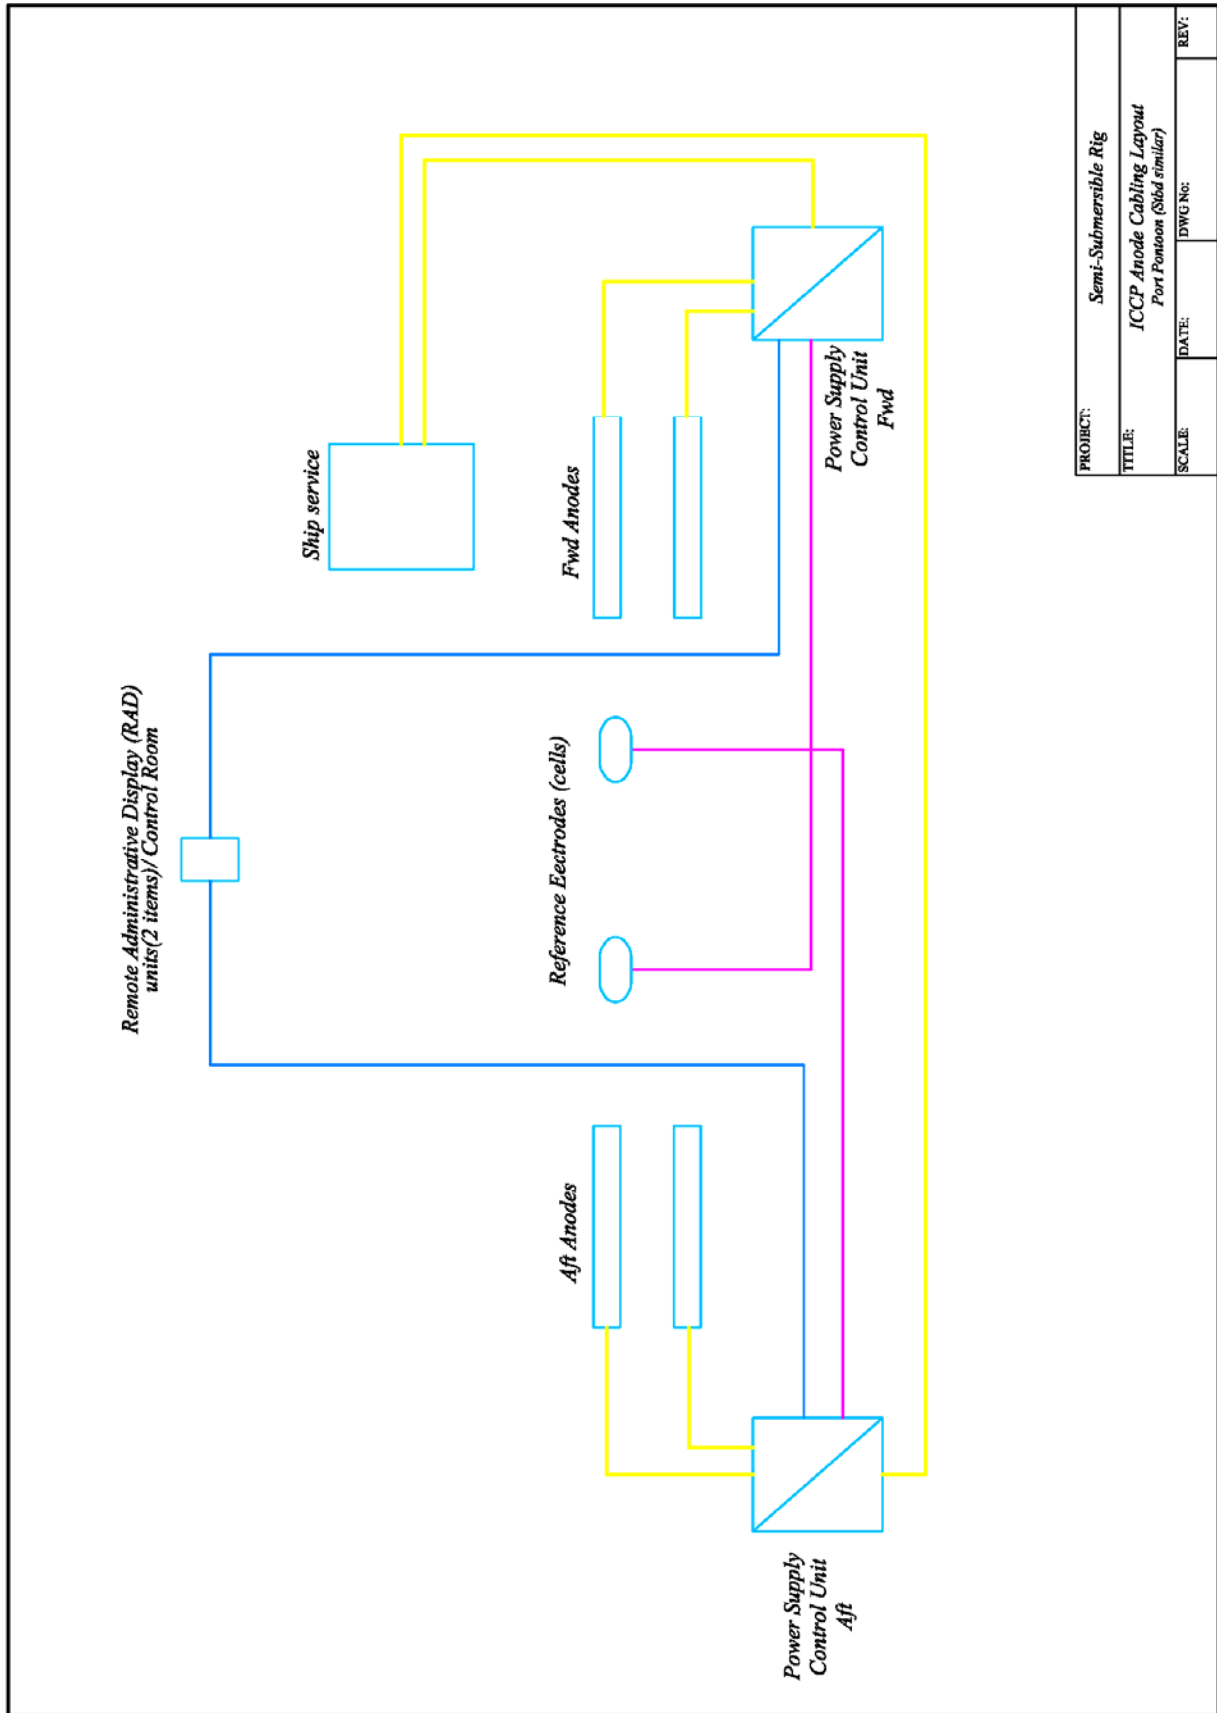 Remote Administrative Display (RAD)
units(2 items)/ Control Room
Ship service
Reference Eectrodes (cells)
Aft Anodes
Fwd Anodes
Power Supply
Control Unit
Aft
Power Supply
Control Unit
Fwd
PROJECT:
Semi-Submersible Rig
TITLE:
ICCP Anode Cabling Layout
Port Pontoon (Stbd similar)
SCALE:
DATE:
DWG No:
REV: